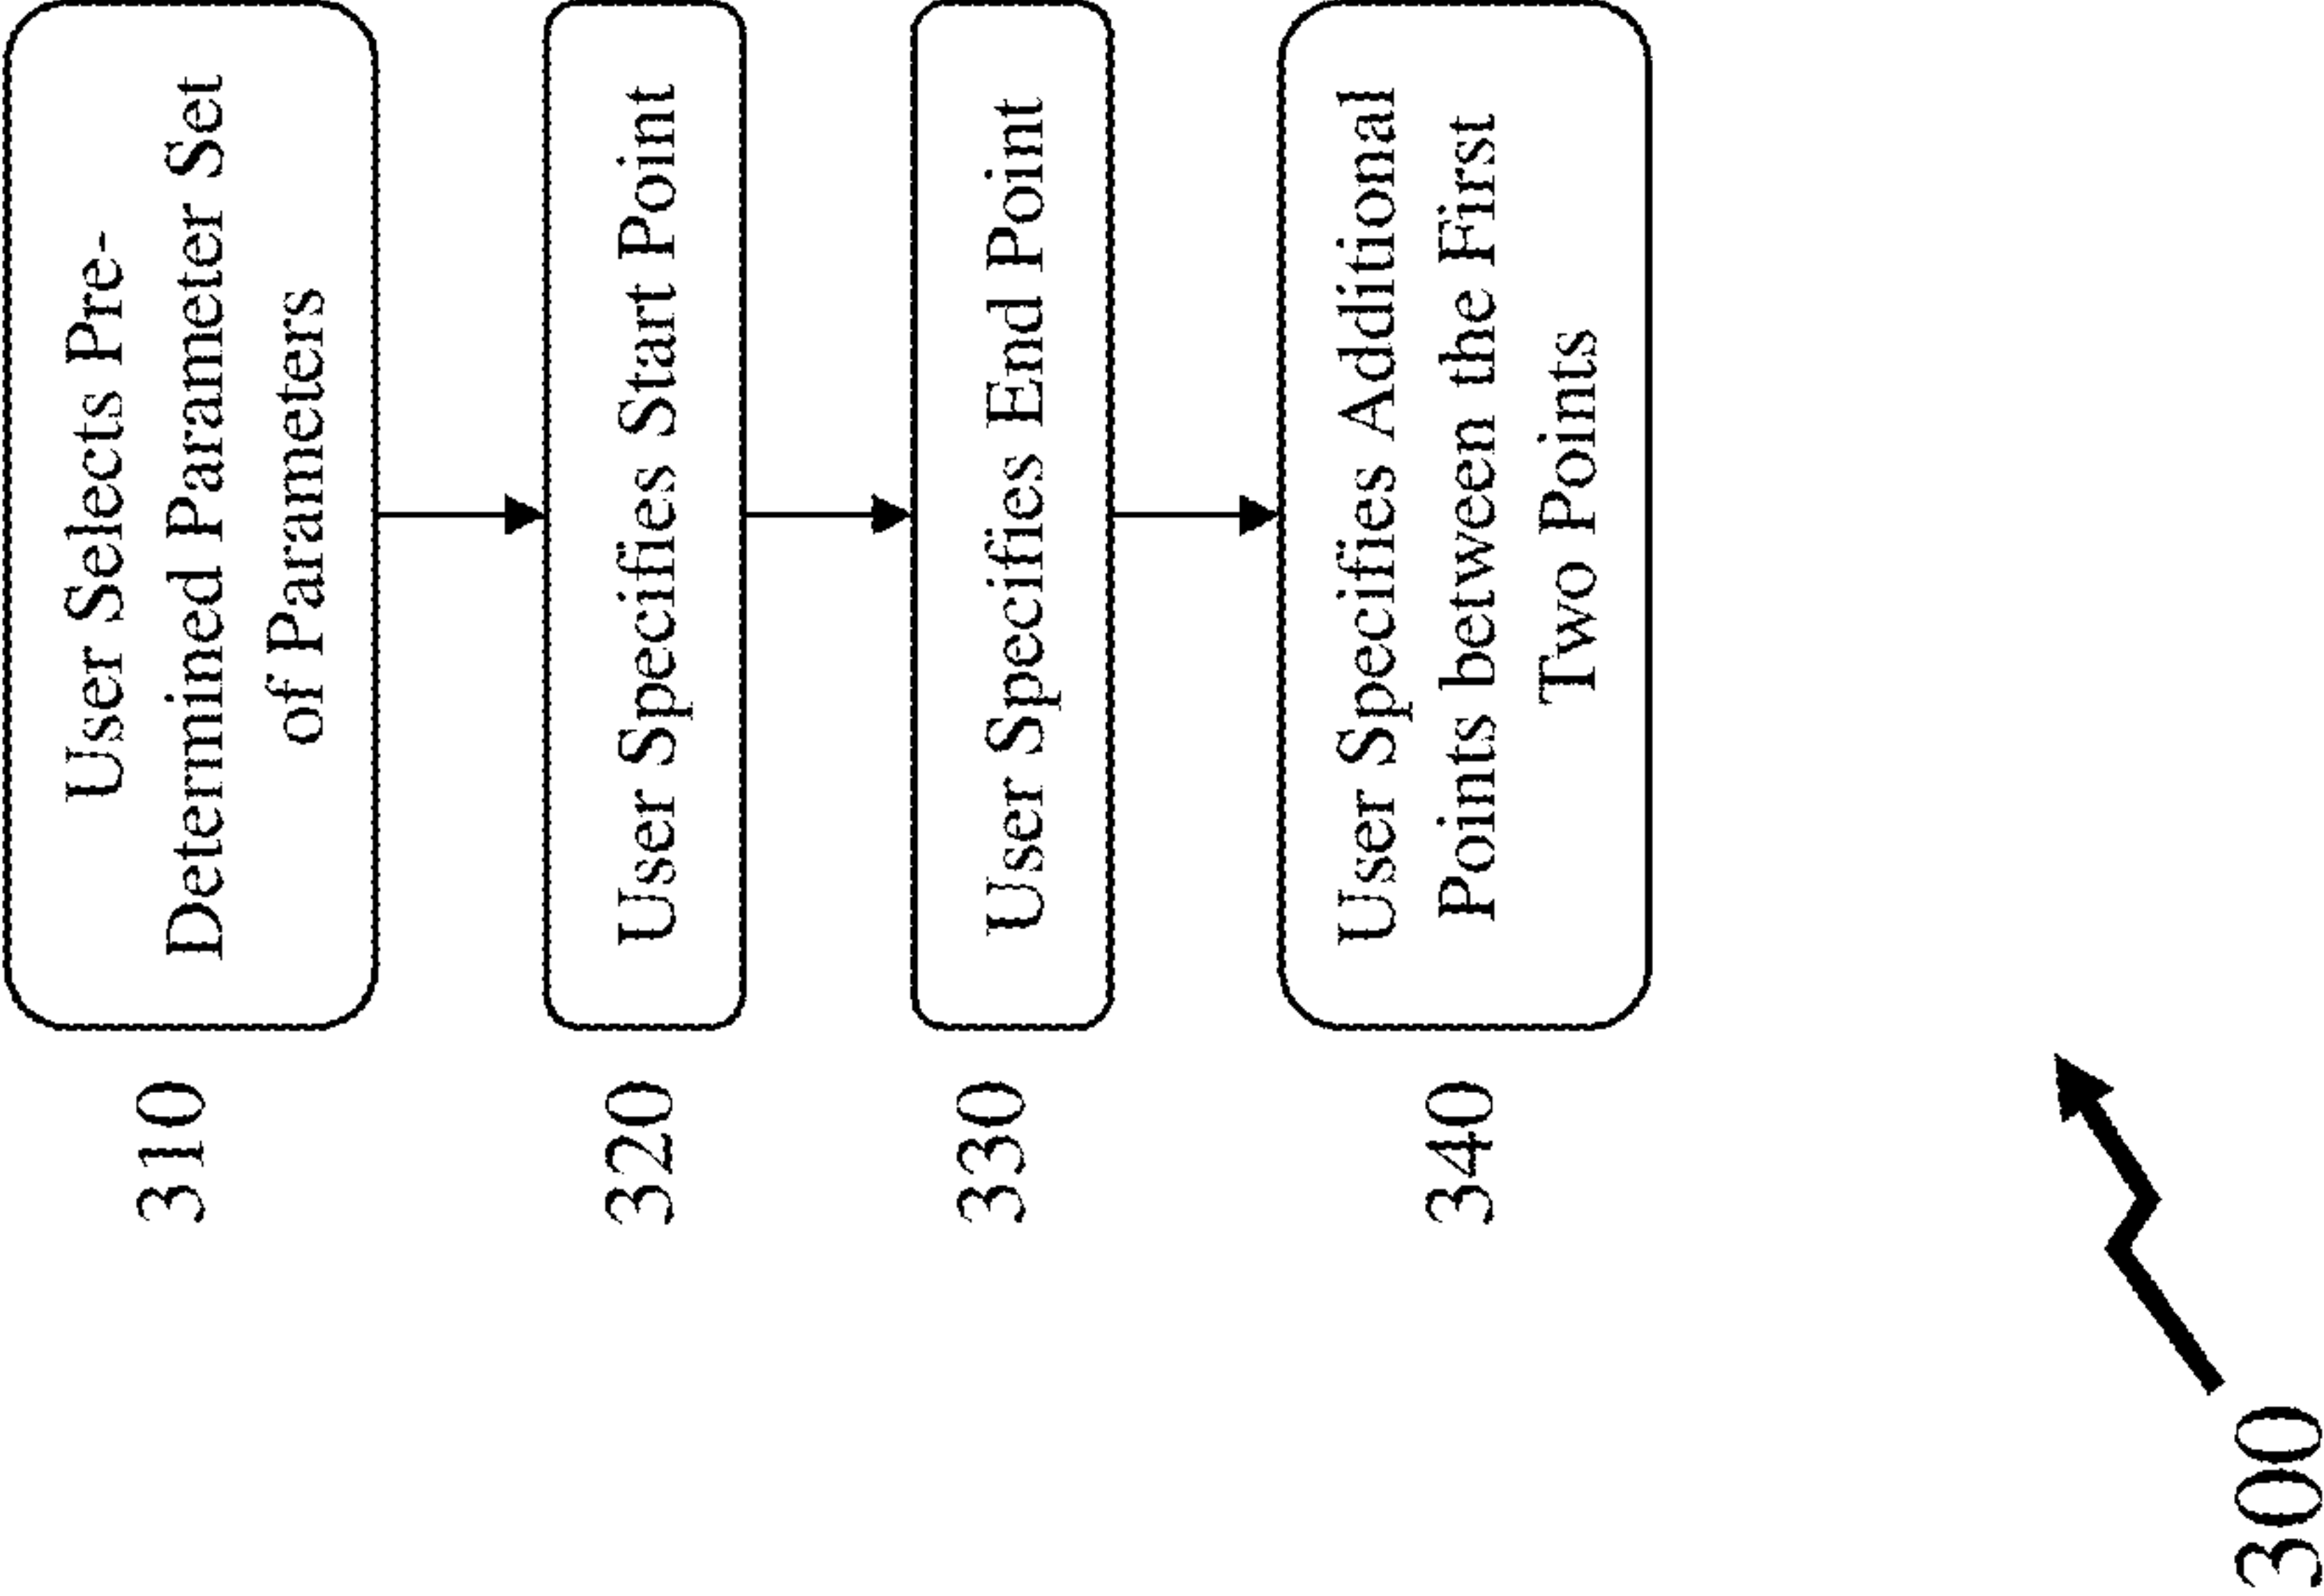 310
User Selects Pre-
Determined Parameter Set
of Parameters
320
User Specifies Start Point
330
User Specifies End Point
340
User Specifies Additional
Points between the First
Two Points
300